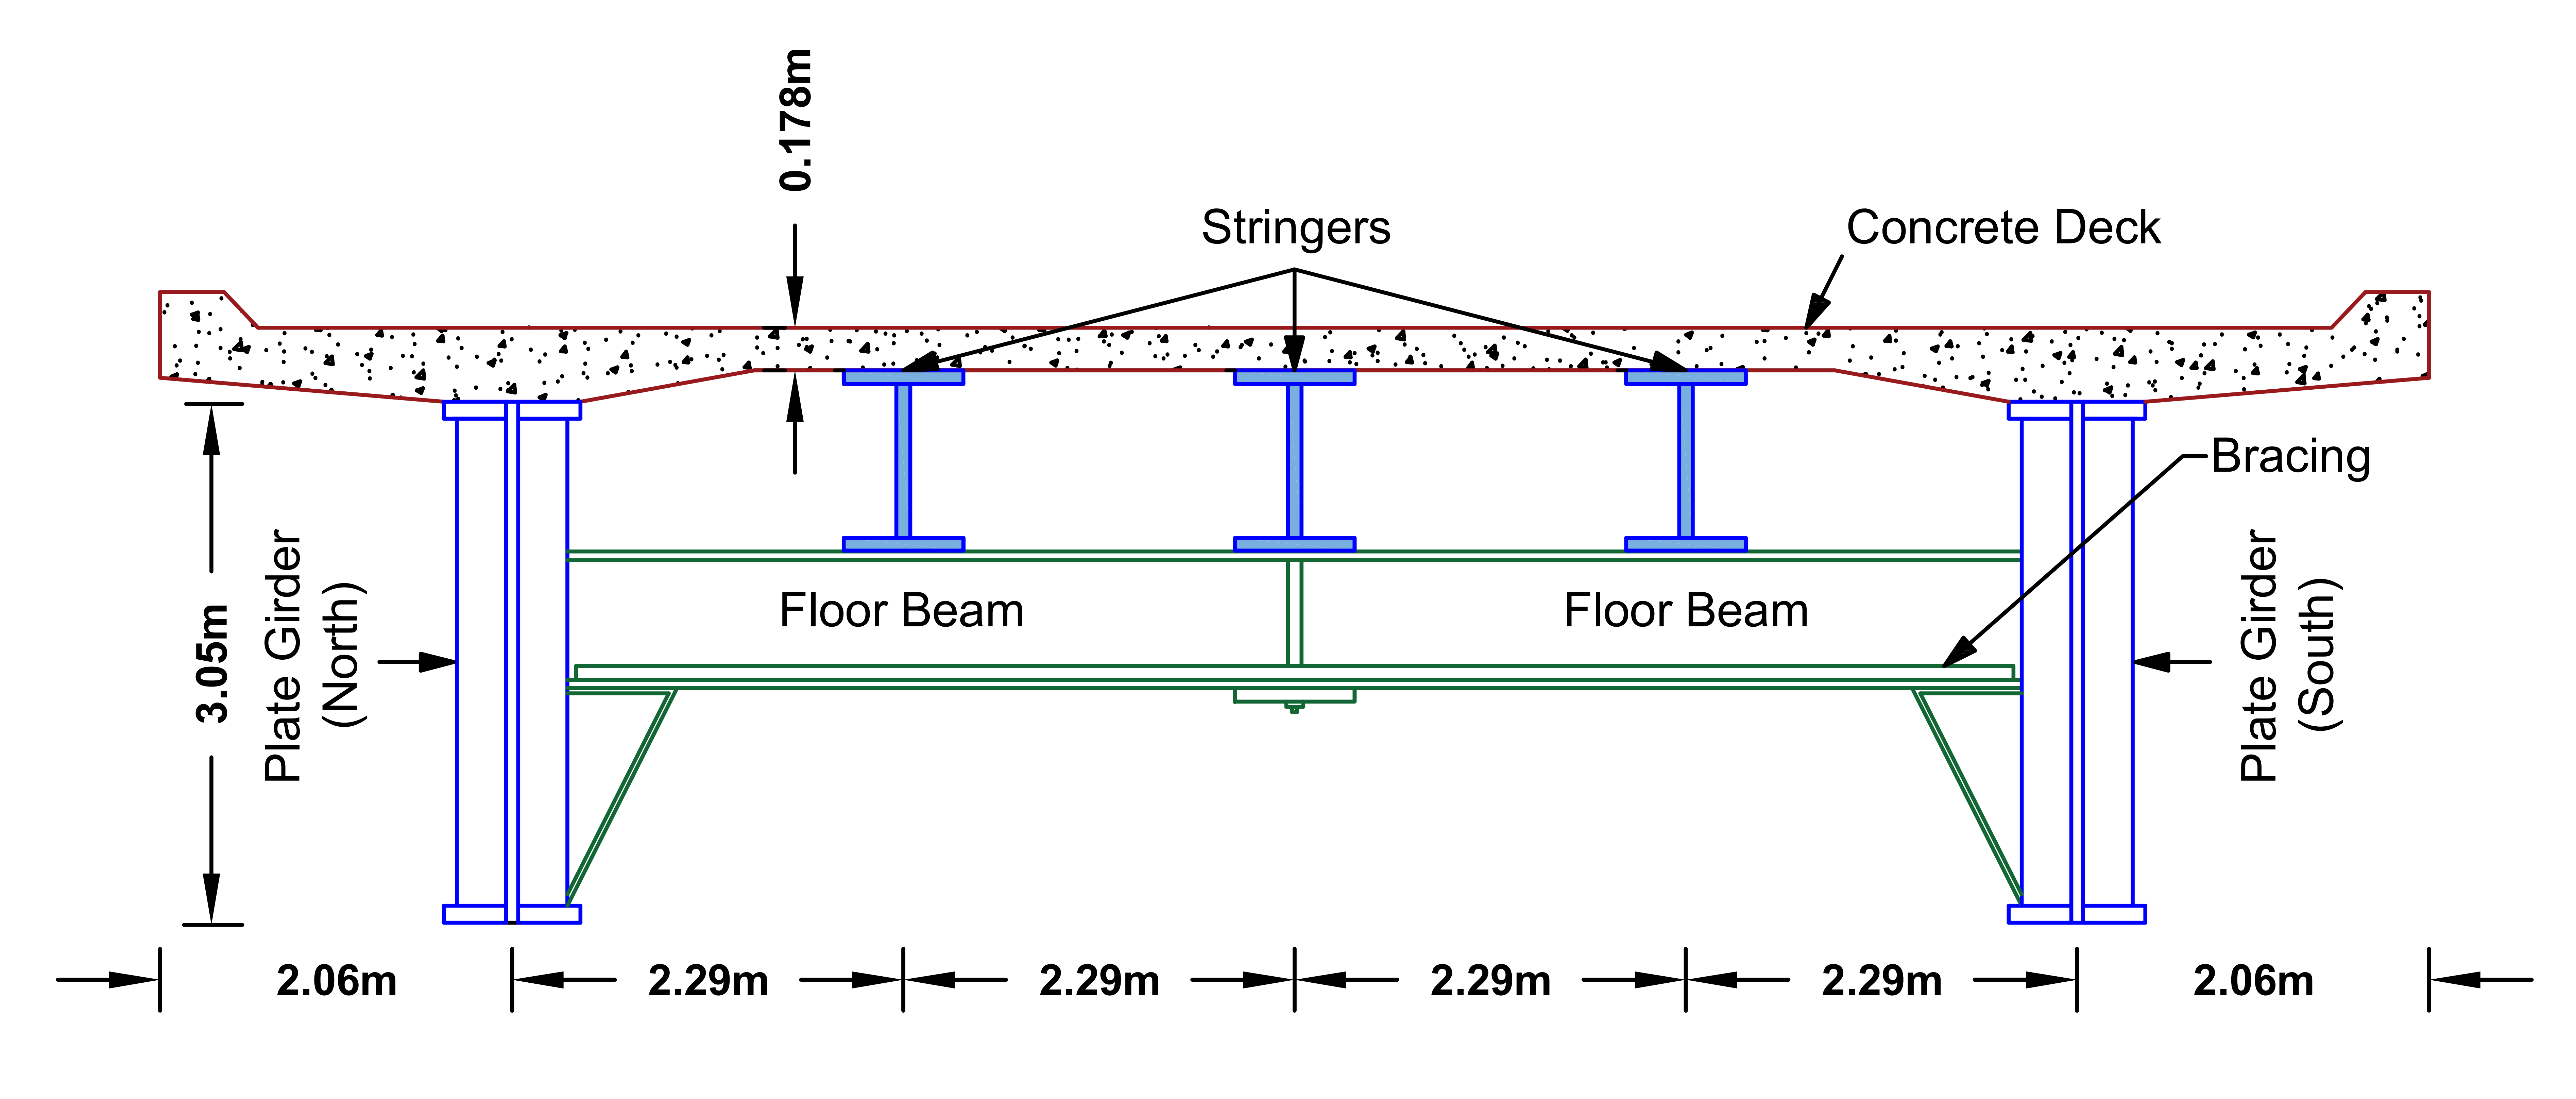 0.178m
Stringers
Concrete Deck
Bracing
3.05m
Plate Girder
(North)
Floor Beam
Floor Beam
Plate Girder
(South)
2.06m
2.29m
2.29m
2.29m
2.29m
2.06m